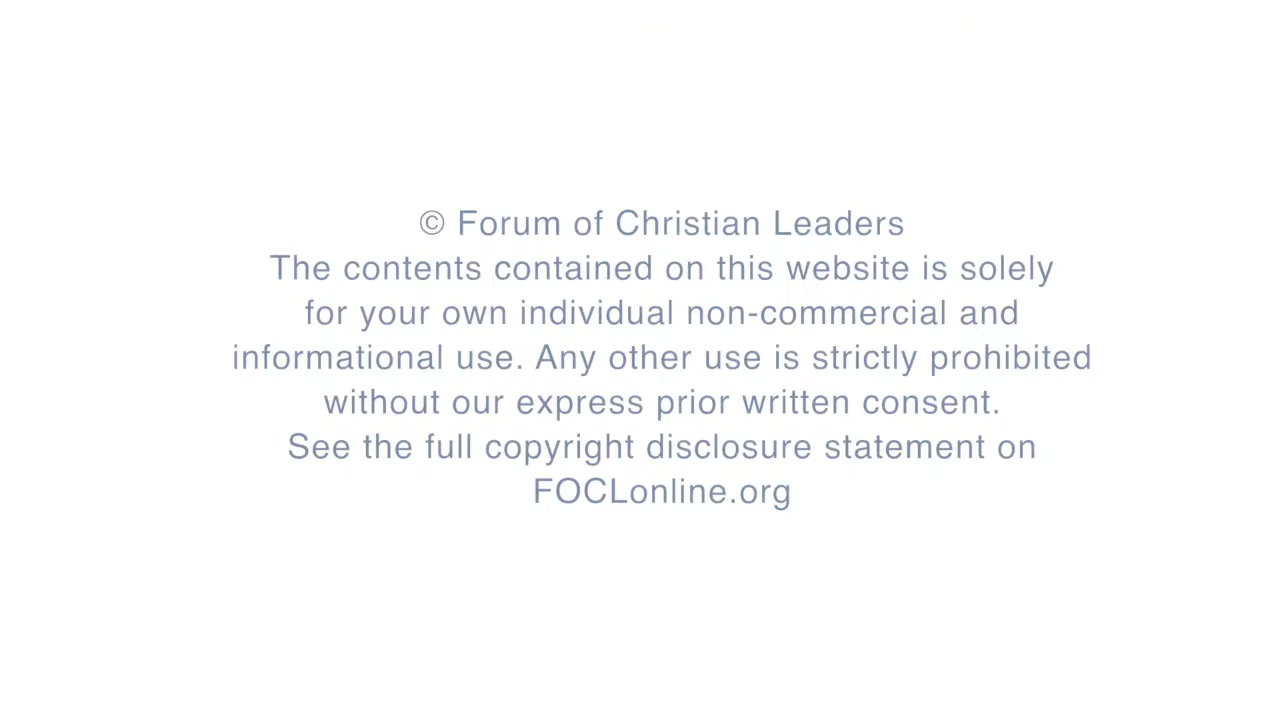 © Forum of Christian Leaders
The contents contained on this website is solely
for your own individual non-commercial and
informational use. Any other use is strictly prohibited
without our express prior written consent.
See the full copyright disclosure statement on
FOCLonline.org